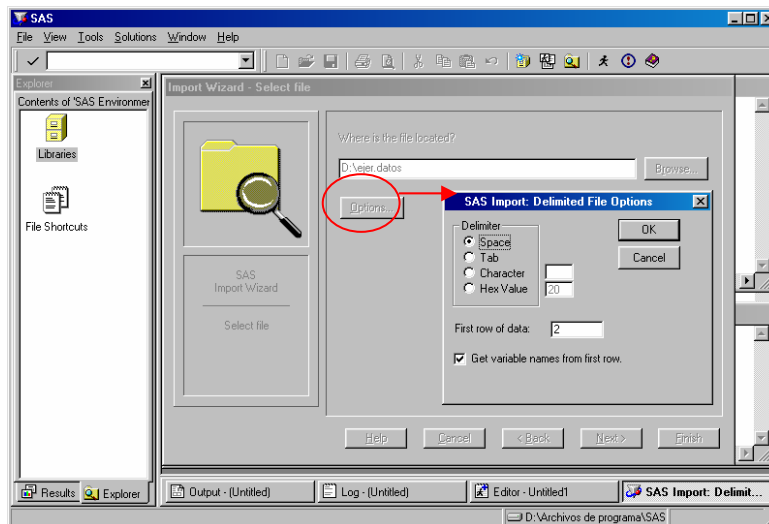 SAS
File View Tools Solutions Window Help
Explorer
Contents of 'SAS Environmen
Libraries
File Shortcuts
Import Wizard - Select file
Where is the file located?
D:\ejer.datos
Browse...
Options...
SAS
Import Wizard
Select file
SAS Import: Delimited File Options
Delimiter
Space
Tab
Character
Hex Value 20
OK
Cancel
First row of data: 2
Get variable names from first row.
Help Cancel < Back Next > Finish
Results Explorer
Output - (Untitled) Log - (Untitled) Editor - Untitled1 SAS Import: Delimit...
D:\Archivos de programa\SAS